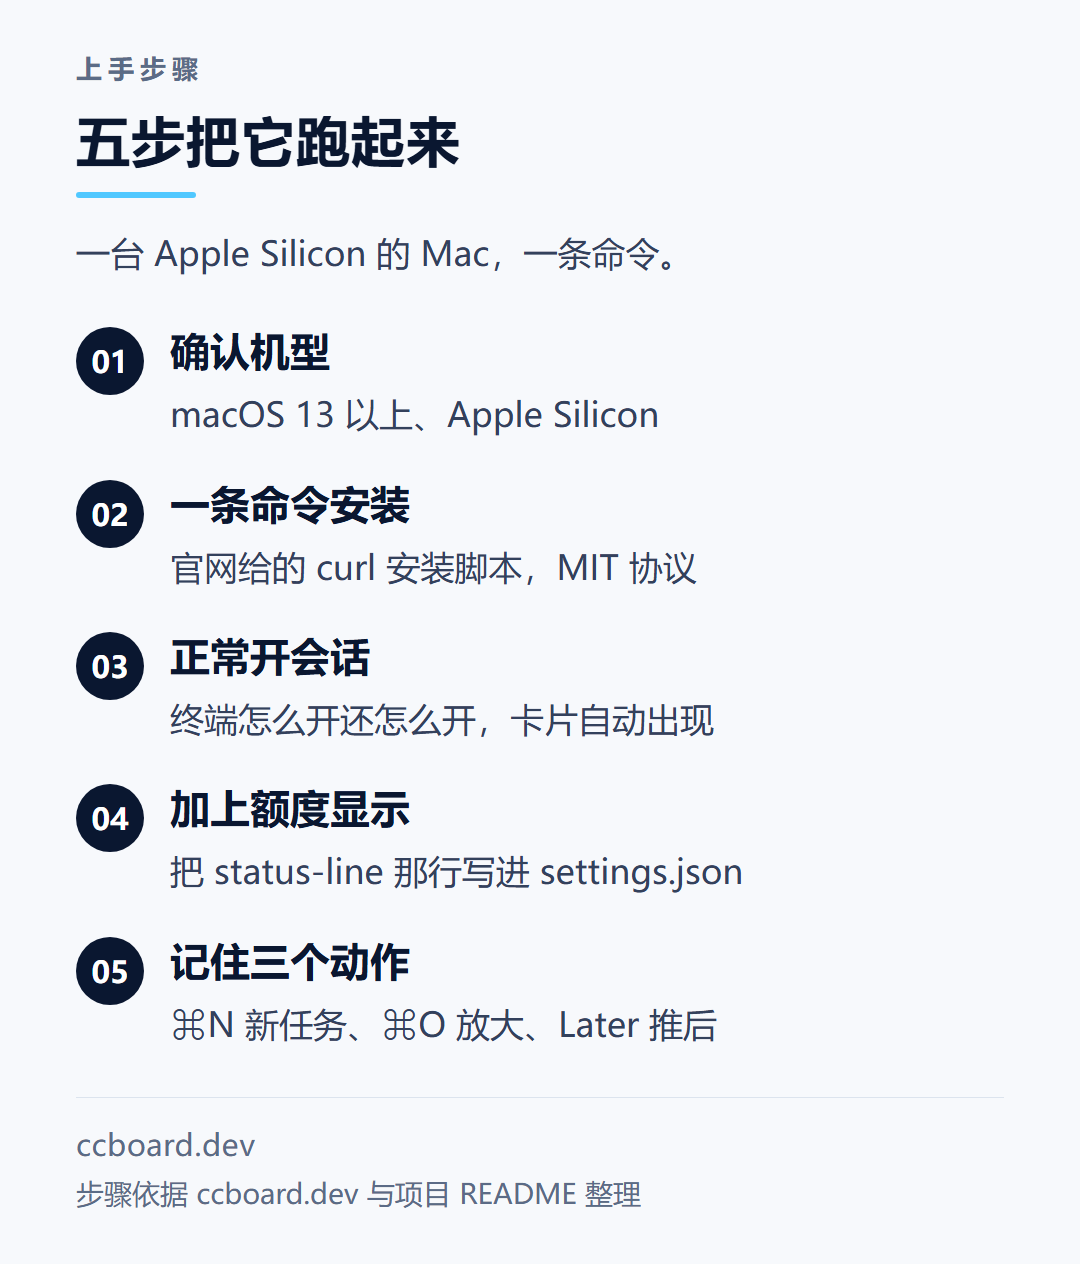 上手步骤
五步把它跑起来
一台 Apple Silicon 的 Mac，一条命令。
01
确认机型
macOS 13 以上、Apple Silicon
02
一条命令安装
官网给的 curl 安装脚本，MIT 协议
03
正常开会话
终端怎么开还怎么开，卡片自动出现
04
加上额度显示
把 status-line 那行写进 settings.json
05
记住三个动作
⌘N 新任务、⌘O 放大、Later 推后
ccboard.dev
步骤依据 ccboard.dev 与项目 README 整理